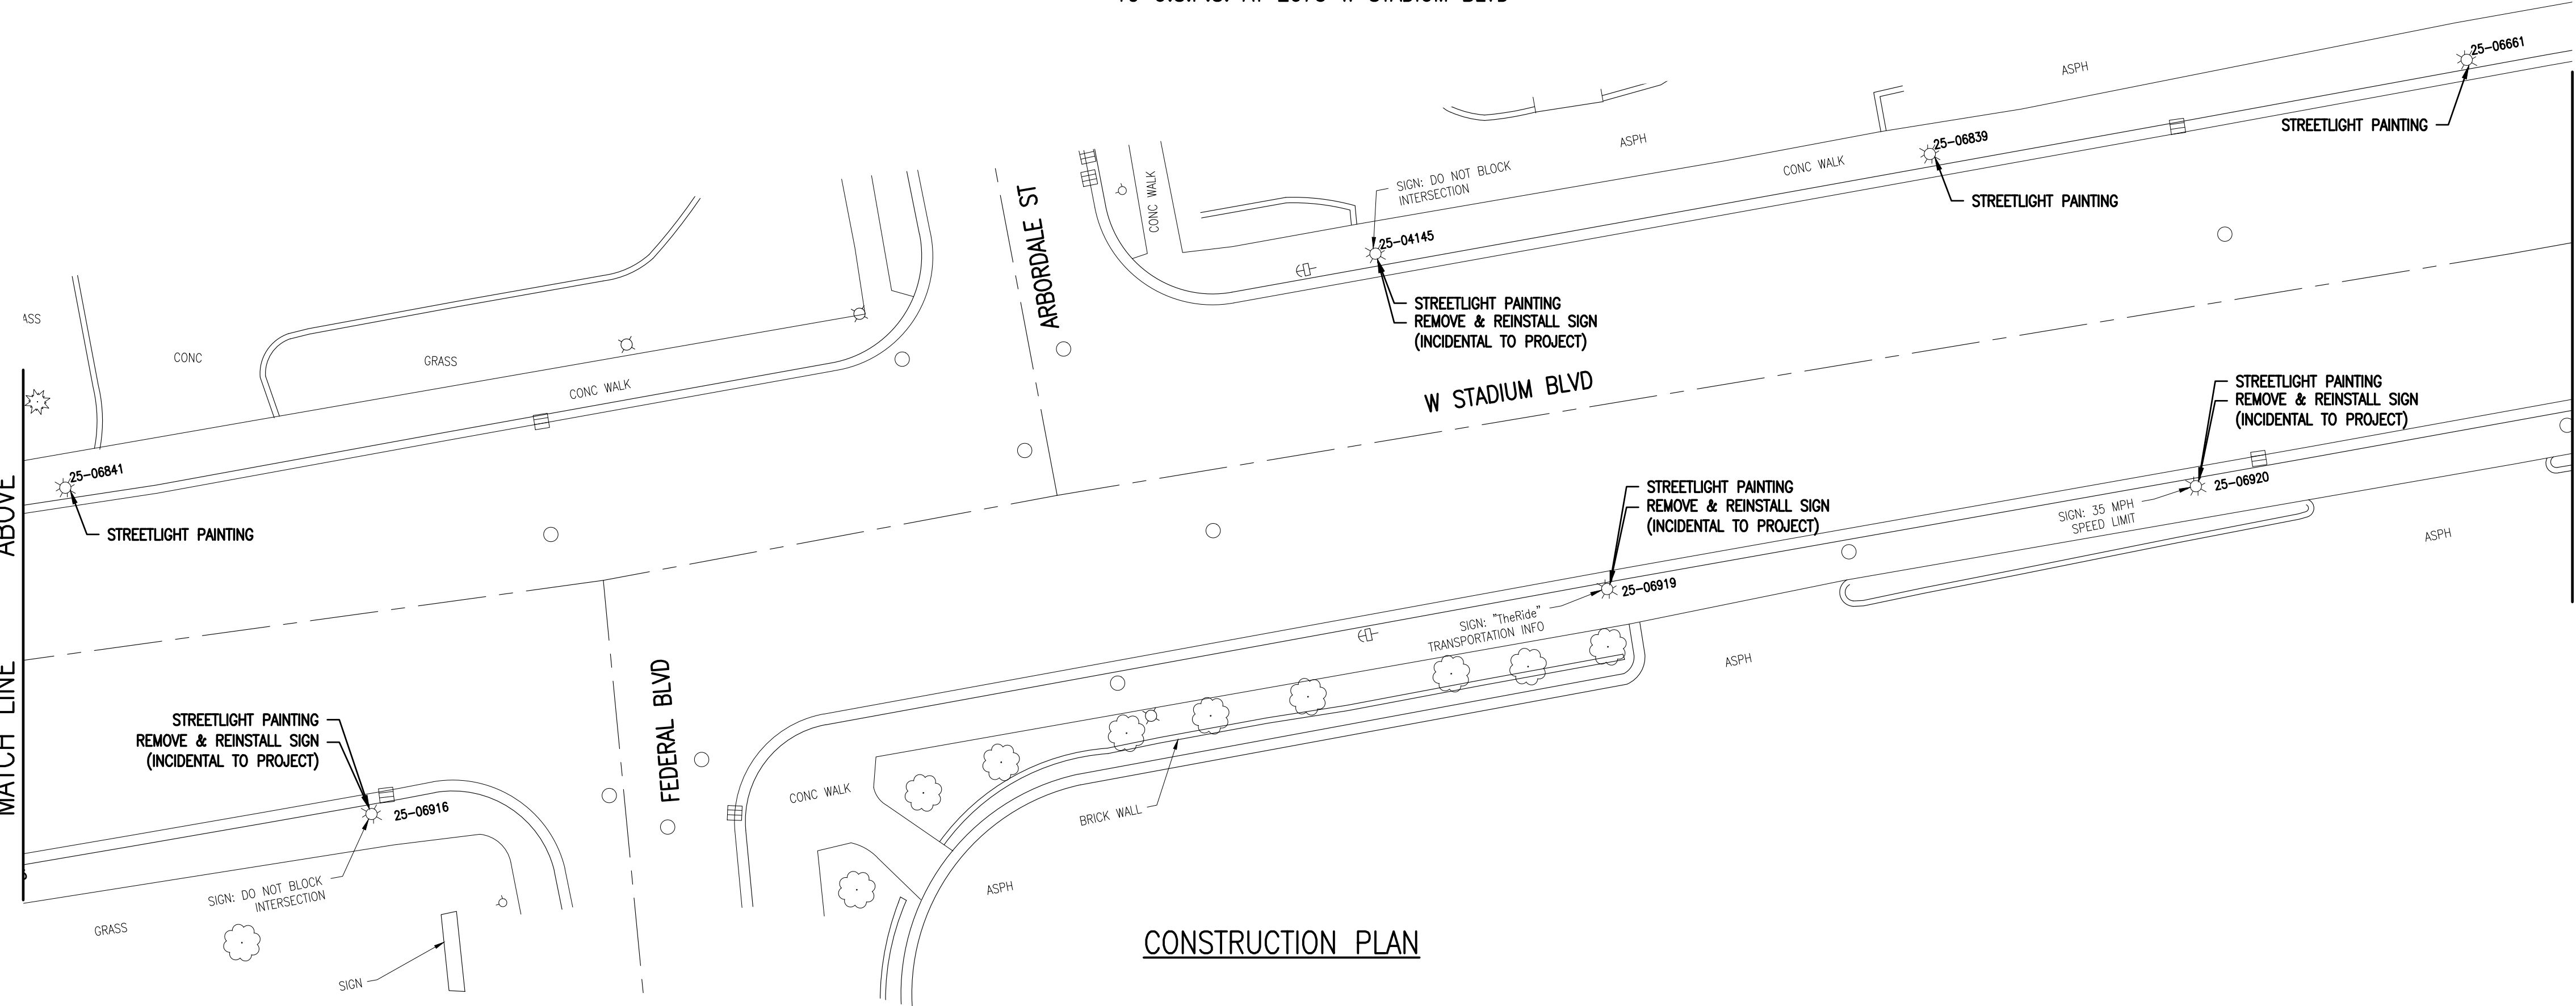 25-06661
ASPH
STREETLIGHT PAINTING
25-06839
ASPH
CONC WALK
STREETLIGHT PAINTING
SIGN: DO NOT BLOCK
INTERSECTION
CONC WALK
ARBORDALE ST
25-04145
STREETLIGHT PAINTING
REMOVE & REINSTALL SIGN
(INCIDENTAL TO PROJECT)
CONC
GRASS
CONC WALK
W STADIUM BLVD
STREETLIGHT PAINTING
REMOVE & REINSTALL SIGN
(INCIDENTAL TO PROJECT)
25-06841
STREETLIGHT PAINTING
MATCH LINE ABOVE
STREETLIGHT PAINTING
REMOVE & REINSTALL SIGN
(INCIDENTAL TO PROJECT)
25-06920
SIGN: 35 MPH
SPEED LIMIT
ASPH
25-06919
SIGN: "TheRide"
TRANSPORTATION INFO
ASPH
FEDERAL BLVD
STREETLIGHT PAINTING
REMOVE & REINSTALL SIGN
(INCIDENTAL TO PROJECT)
25-06916
CONC WALK
BRICK WALL
SIGN: DO NOT BLOCK
INTERSECTION
ASPH
GRASS
SIGN
CONSTRUCTION PLAN